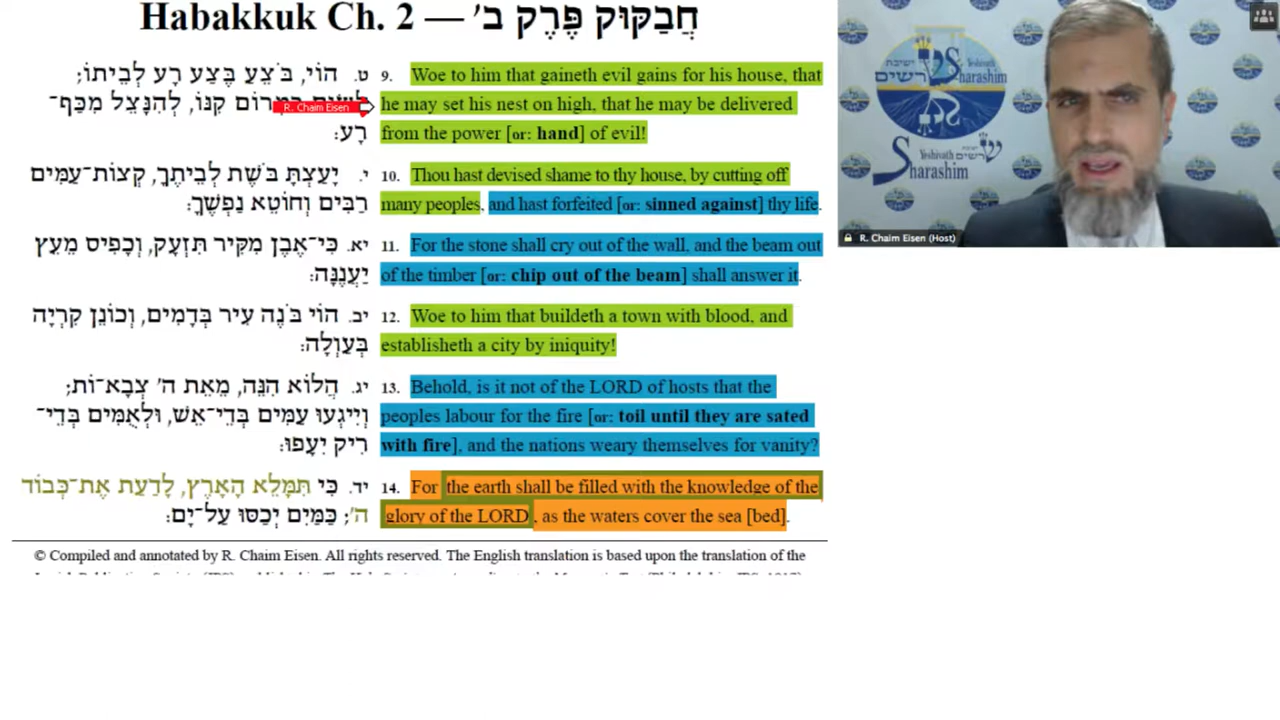 Habakkuk Ch. 2 — חֲבַקּוּק פֶּרֶק ב׳
ט. הוֹי, בֹּצֵעַ בֶּצַע רָע לְבֵיתוֹ;
קִנּוֹ, לְהִנָּצֵל מִכַּף־
רָע:
9. Woe to him that gaineth evil gains for his house, that
he may set his nest on high, that he may be delivered
from the power [or: hand] of evil!
R. Chaim Eisen
י. יָעַצְתָּ בֹּשֶׁת לְבֵיתֶךָ, קְצוֹת־עַמִּים
רַבִּים וְחוֹטֵא נַפְשֶׁךָ:
10. Thou hast devised shame to thy house, by cutting off
many peoples, and hast forfeited [or: sinned against] thy life.
יא. כִּי־אֶבֶן מִקִּיר תִּזְעָק, וְכָפִיס מֵעֵץ
יַעֲנֶנָּה:
11. For the stone shall cry out of the wall, and the beam out
of the timber [or: chip out of the beam] shall answer it.
יב. הוֹי בֹּנֶה עִיר בְּדָמִים, וְכוֹנֵן קִרְיָה
בְּעַוְלָה:
12. Woe to him that buildeth a town with blood, and
establisheth a city by iniquity!
יג. הֲלוֹא הִנֵּה, מֵאֵת ה׳ צְבָא־וֹת;
וְיִיגְעוּ עַמִּים בְּדֵי־אֵשׁ, וּלְאֻמִּים בְּדֵי־
רִיק יִעָפוּ:
13. Behold, is it not of the LORD of hosts that the
peoples labour for the fire [or: toil until they are sated
with fire], and the nations weary themselves for vanity?
יד. כִּי תִּמָּלֵא הָאָרֶץ, לָדַעַת אֶת־כְּבוֹד
ה׳; כַּמַּיִם יְכַסּוּ עַל־יָם:
14. For the earth shall be filled with the knowledge of the
glory of the LORD, as the waters cover the sea [bed].
© Compiled and annotated by R. Chaim Eisen. All rights reserved. The English translation is based upon the translation of the
ישיבת
שרשים
Sharashim
Yeshivath
ישיבת שרשים
Sharashim
R. Chaim Eisen (Host)